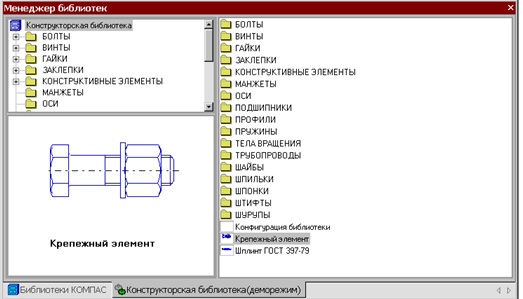 Менеджер библиотек
Конструкторская библиотека
БОЛТЫ
ВИНТЫ
ГАЙКИ
ЗАКЛЕПКИ
КОНСТРУКТИВНЫЕ ЭЛЕМЕНТЫ
МАНЖЕТЫ
ОСИ
Крепежный элемент
БОЛТЫ
ВИНТЫ
ГАЙКИ
ЗАКЛЕПКИ
КОНСТРУКТИВНЫЕ ЭЛЕМЕНТЫ
МАНЖЕТЫ
ОСИ
ПОДШИПНИКИ
ПРОФИЛИ
ПРУЖИНЫ
ТЕЛА ВРАЩЕНИЯ
ТРУБОПРОВОДЫ
ШАЙБЫ
ШПИЛЬКИ
ШПОНКИ
ШТИФТЫ
ШУРУПЫ
Конфигурация библиотеки
Крепежный элемент
Шплинт ГОСТ 397-79
Библиотеки КОМПАС
Конструкторская библиотека(деморежим)